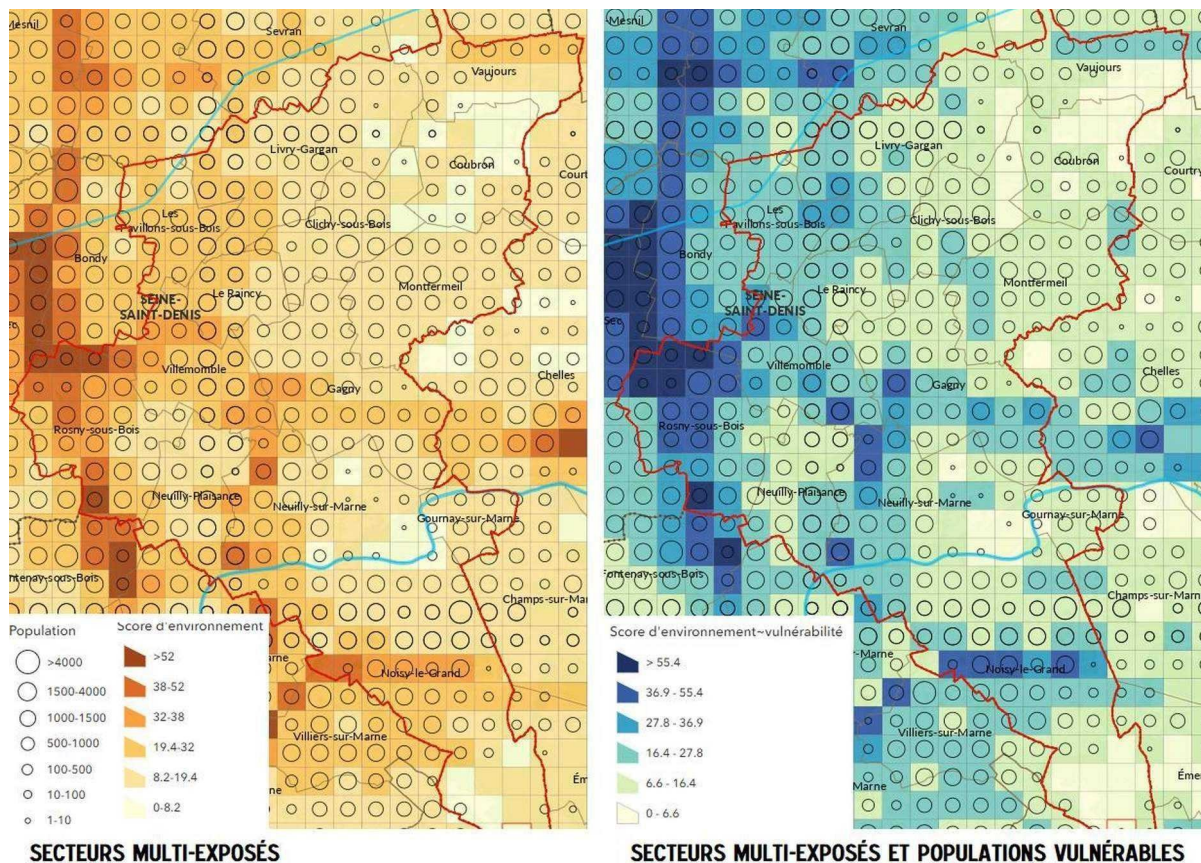 -Mesnil
Sevran
Vaujours
Livry-Gargan
Coubron
Court
Les
Pavillons-sous-Bois
Clichy-sous-Bois
Bondy
Le Raincy
Montfermeil
SEINE-
SAINT-DENIS
Villemomble
Gagny
Chelles
Rosny-sous-Bois
Neuilly-Plaisance
Neuilly-sur-Marne
Gournay-sur-Marne
ntenay-sous-Bois
Champs-sur-Mar
Noisy-le-Grand
Villiers-sur-Marne
Ém
Population
>4000
1500-4000
1000-1500
500-1000
100-500
10-100
1-10
Score d'environnement
>52
38-52
32-38
19.4-32
8.2-19.4
0-8.2
SECTEURS MULTI-EXPOSÉS
-Mesnil
Sevran
Vaujours
Livry-Gargan
Coubron
Courtry
Les
Pavillons-sous-Bois
Clichy-sous-Bois
Bondy
Le Raincy
Montfermeil
SEINE-
SAINT-DENIS
Sec
Villemomble
Gagny
Chelles
Rosny-sous-Bois
Neuilly-Plaisance
Neuilly-sur-Marne
Gournay-sur-Marne
Fontenay-sous-Bois
Champs-sur-Marn
Score d'environnement~vulnérabilité
> 55.4
36.9 - 55.4
27.8 - 36.9
16.4 - 27.8
6.6 - 16.4
0 - 6.6
-Marne
Noisy-le-Grand
Villiers-sur-Marne
Éme
Marne
SECTEURS MULTI-EXPOSÉS ET POPULATIONS VULNÉRABLES